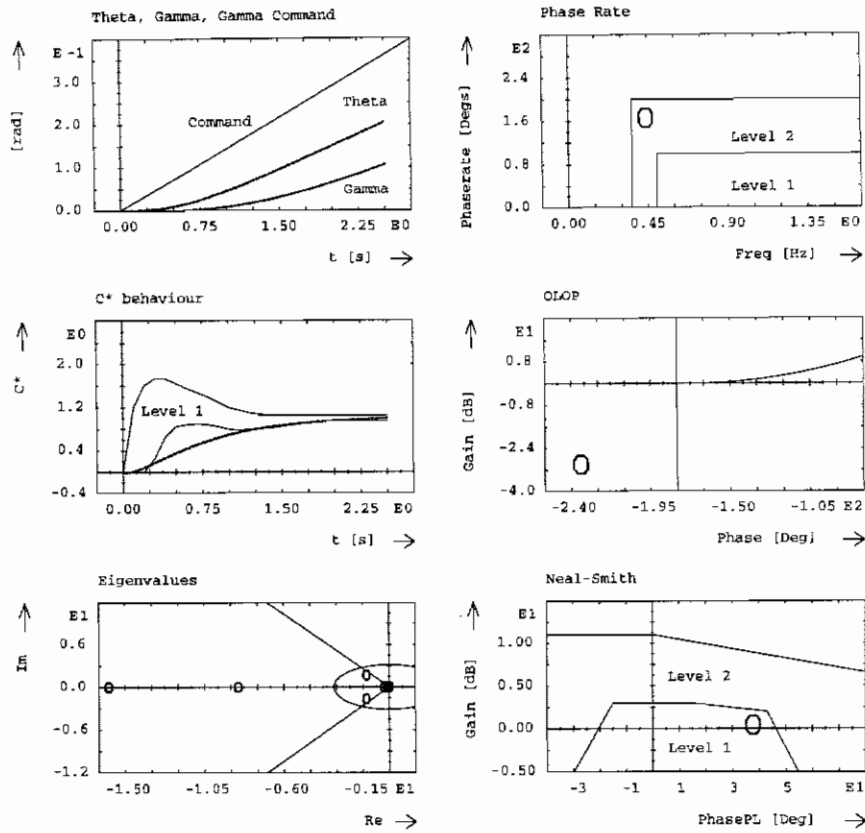 Theta, Gamma, Gamma Command
E -1
3.0
2.0
1.0
0.0
[rad]
Command
Theta
Gamma
0.00 0.75 1.50 2.25 E0
t [s]
Phase Rate
E2
2.4
1.6
0.8
0.0
Phaserate [Degs]
Level 2
Level 1
0.00 0.45 0.90 1.35 E0
Freq [Hz]
C* behaviour
E0
2.0
1.2
0.4
-0.4
C*
Level 1
0.00 0.75 1.50 2.25 E0
t [s]
OLOP
E1
0.8
-0.8
-2.4
-4.0
Gain [dB]
-2.40 -1.95 -1.50 -1.05 E2
Phase [Deg]
Eigenvalues
E1
0.6
0.0
-0.6
-1.2
Im
-1.50 -1.05 -0.60 -0.15 E1
Re
Neal-Smith
E1
1.00
0.50
0.00
-0.50
Gain [dB]
Level 2
Level 1
-3 -1 1 3 5 E1
PhasePL [Deg]